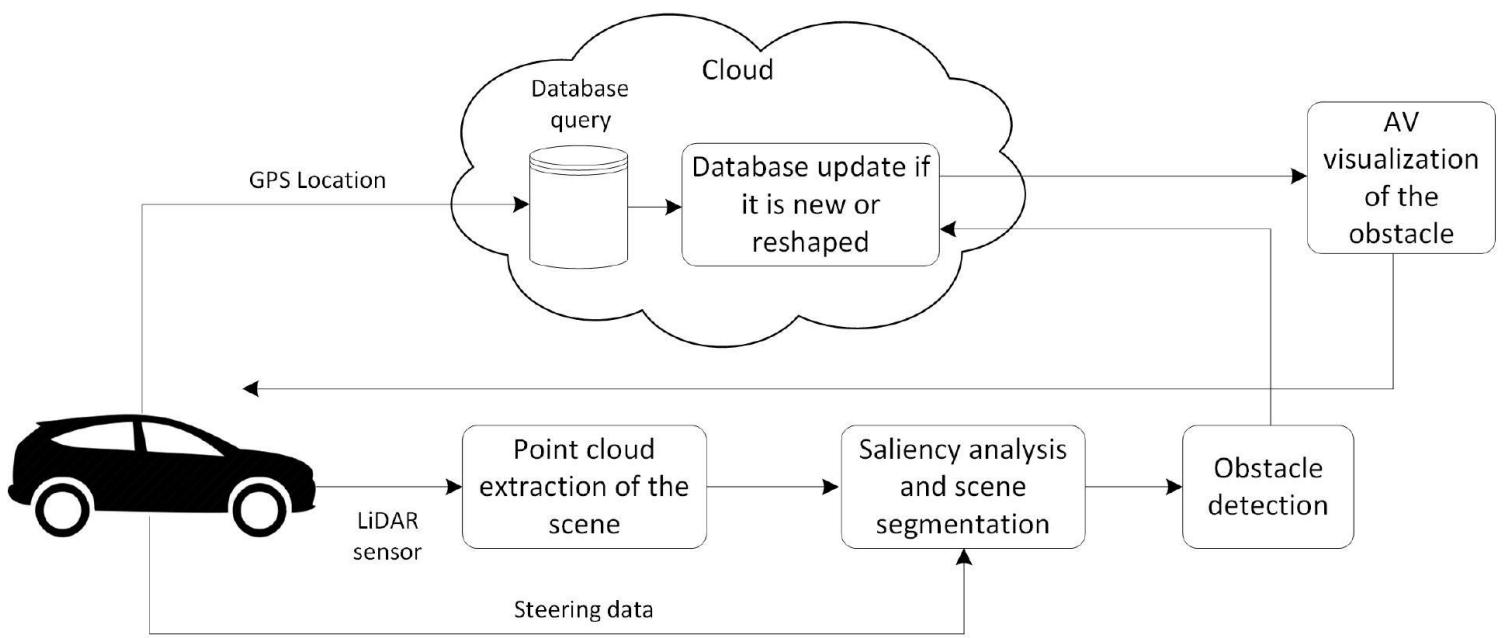 Cloud
Database
query
GPS Location
Database update if
it is new or
reshaped
AV
visualization
of the
obstacle
Point cloud
extraction of the
scene
Saliency analysis
and scene
segmentation
Obstacle
detection
LiDAR
sensor
Steering data